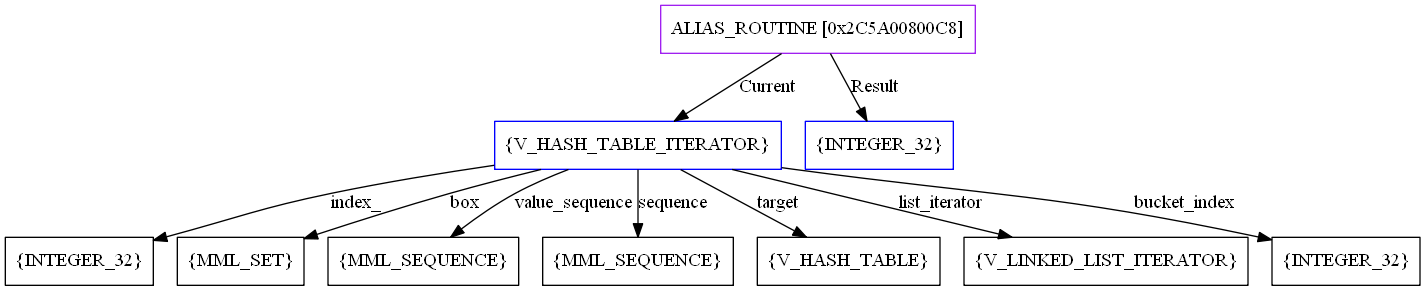 ALIAS_ROUTINE [0x2C5A00800C8]
Current
Result
{V_HASH_TABLE_ITERATOR}
{INTEGER_32}
index_
box
value_sequence
sequence
target
list_iterator
bucket_index
{INTEGER_32}
{MML_SET}
{MML_SEQUENCE}
{MML_SEQUENCE}
{V_HASH_TABLE}
{V_LINKED_LIST_ITERATOR}
{INTEGER_32}